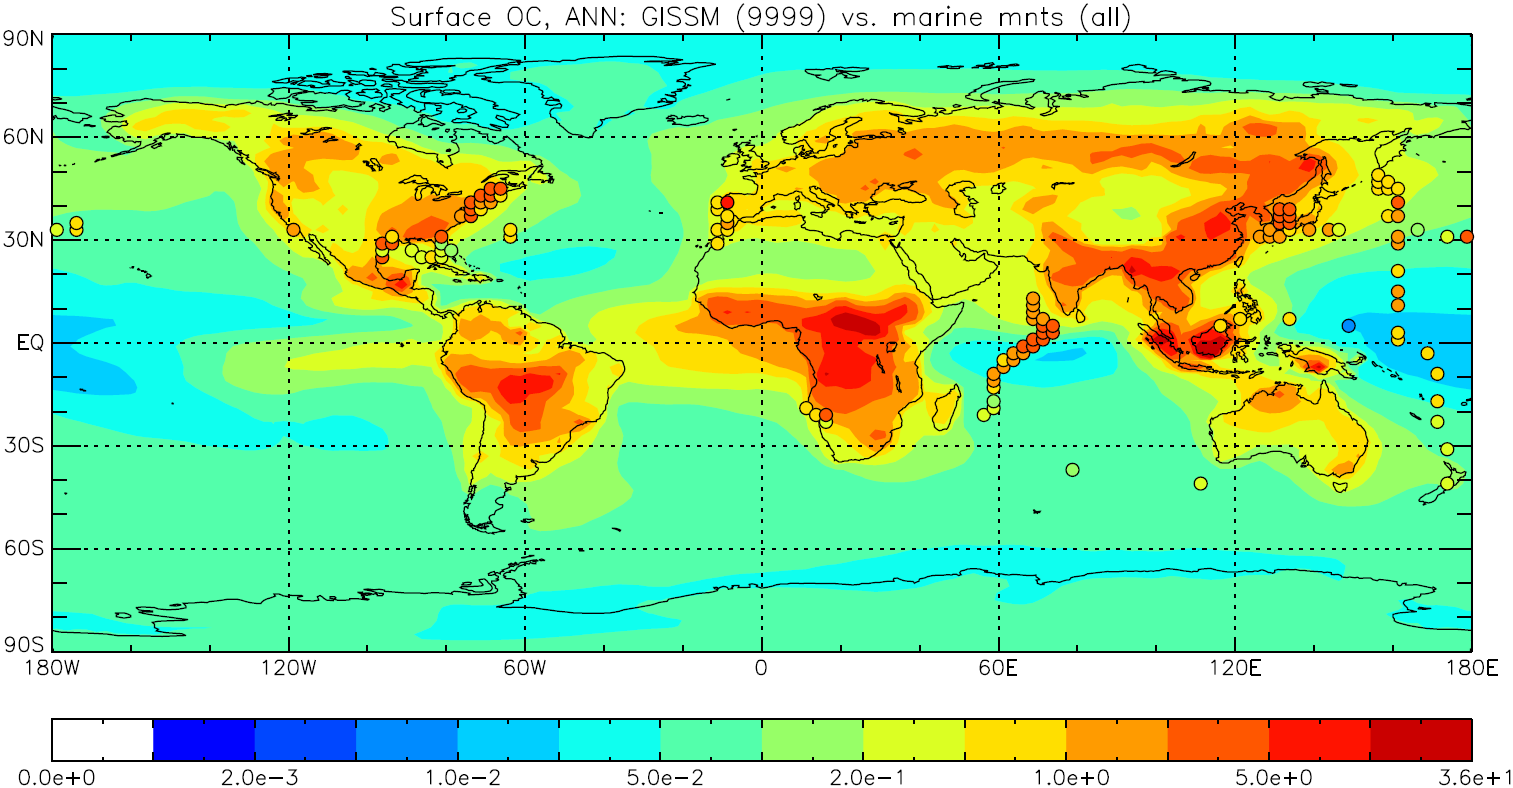 Surface OC, ANN: GISSM (9999) vs. marine mnts (all)
90N
60N
30N
EQ
30S
60S
90S
180W 120W 60W 0 60E 120E 180E
0.0e+0 2.0e−3 1.0e−2 5.0e−2 2.0e−1 1.0e+0 5.0e+0 3.6e+1